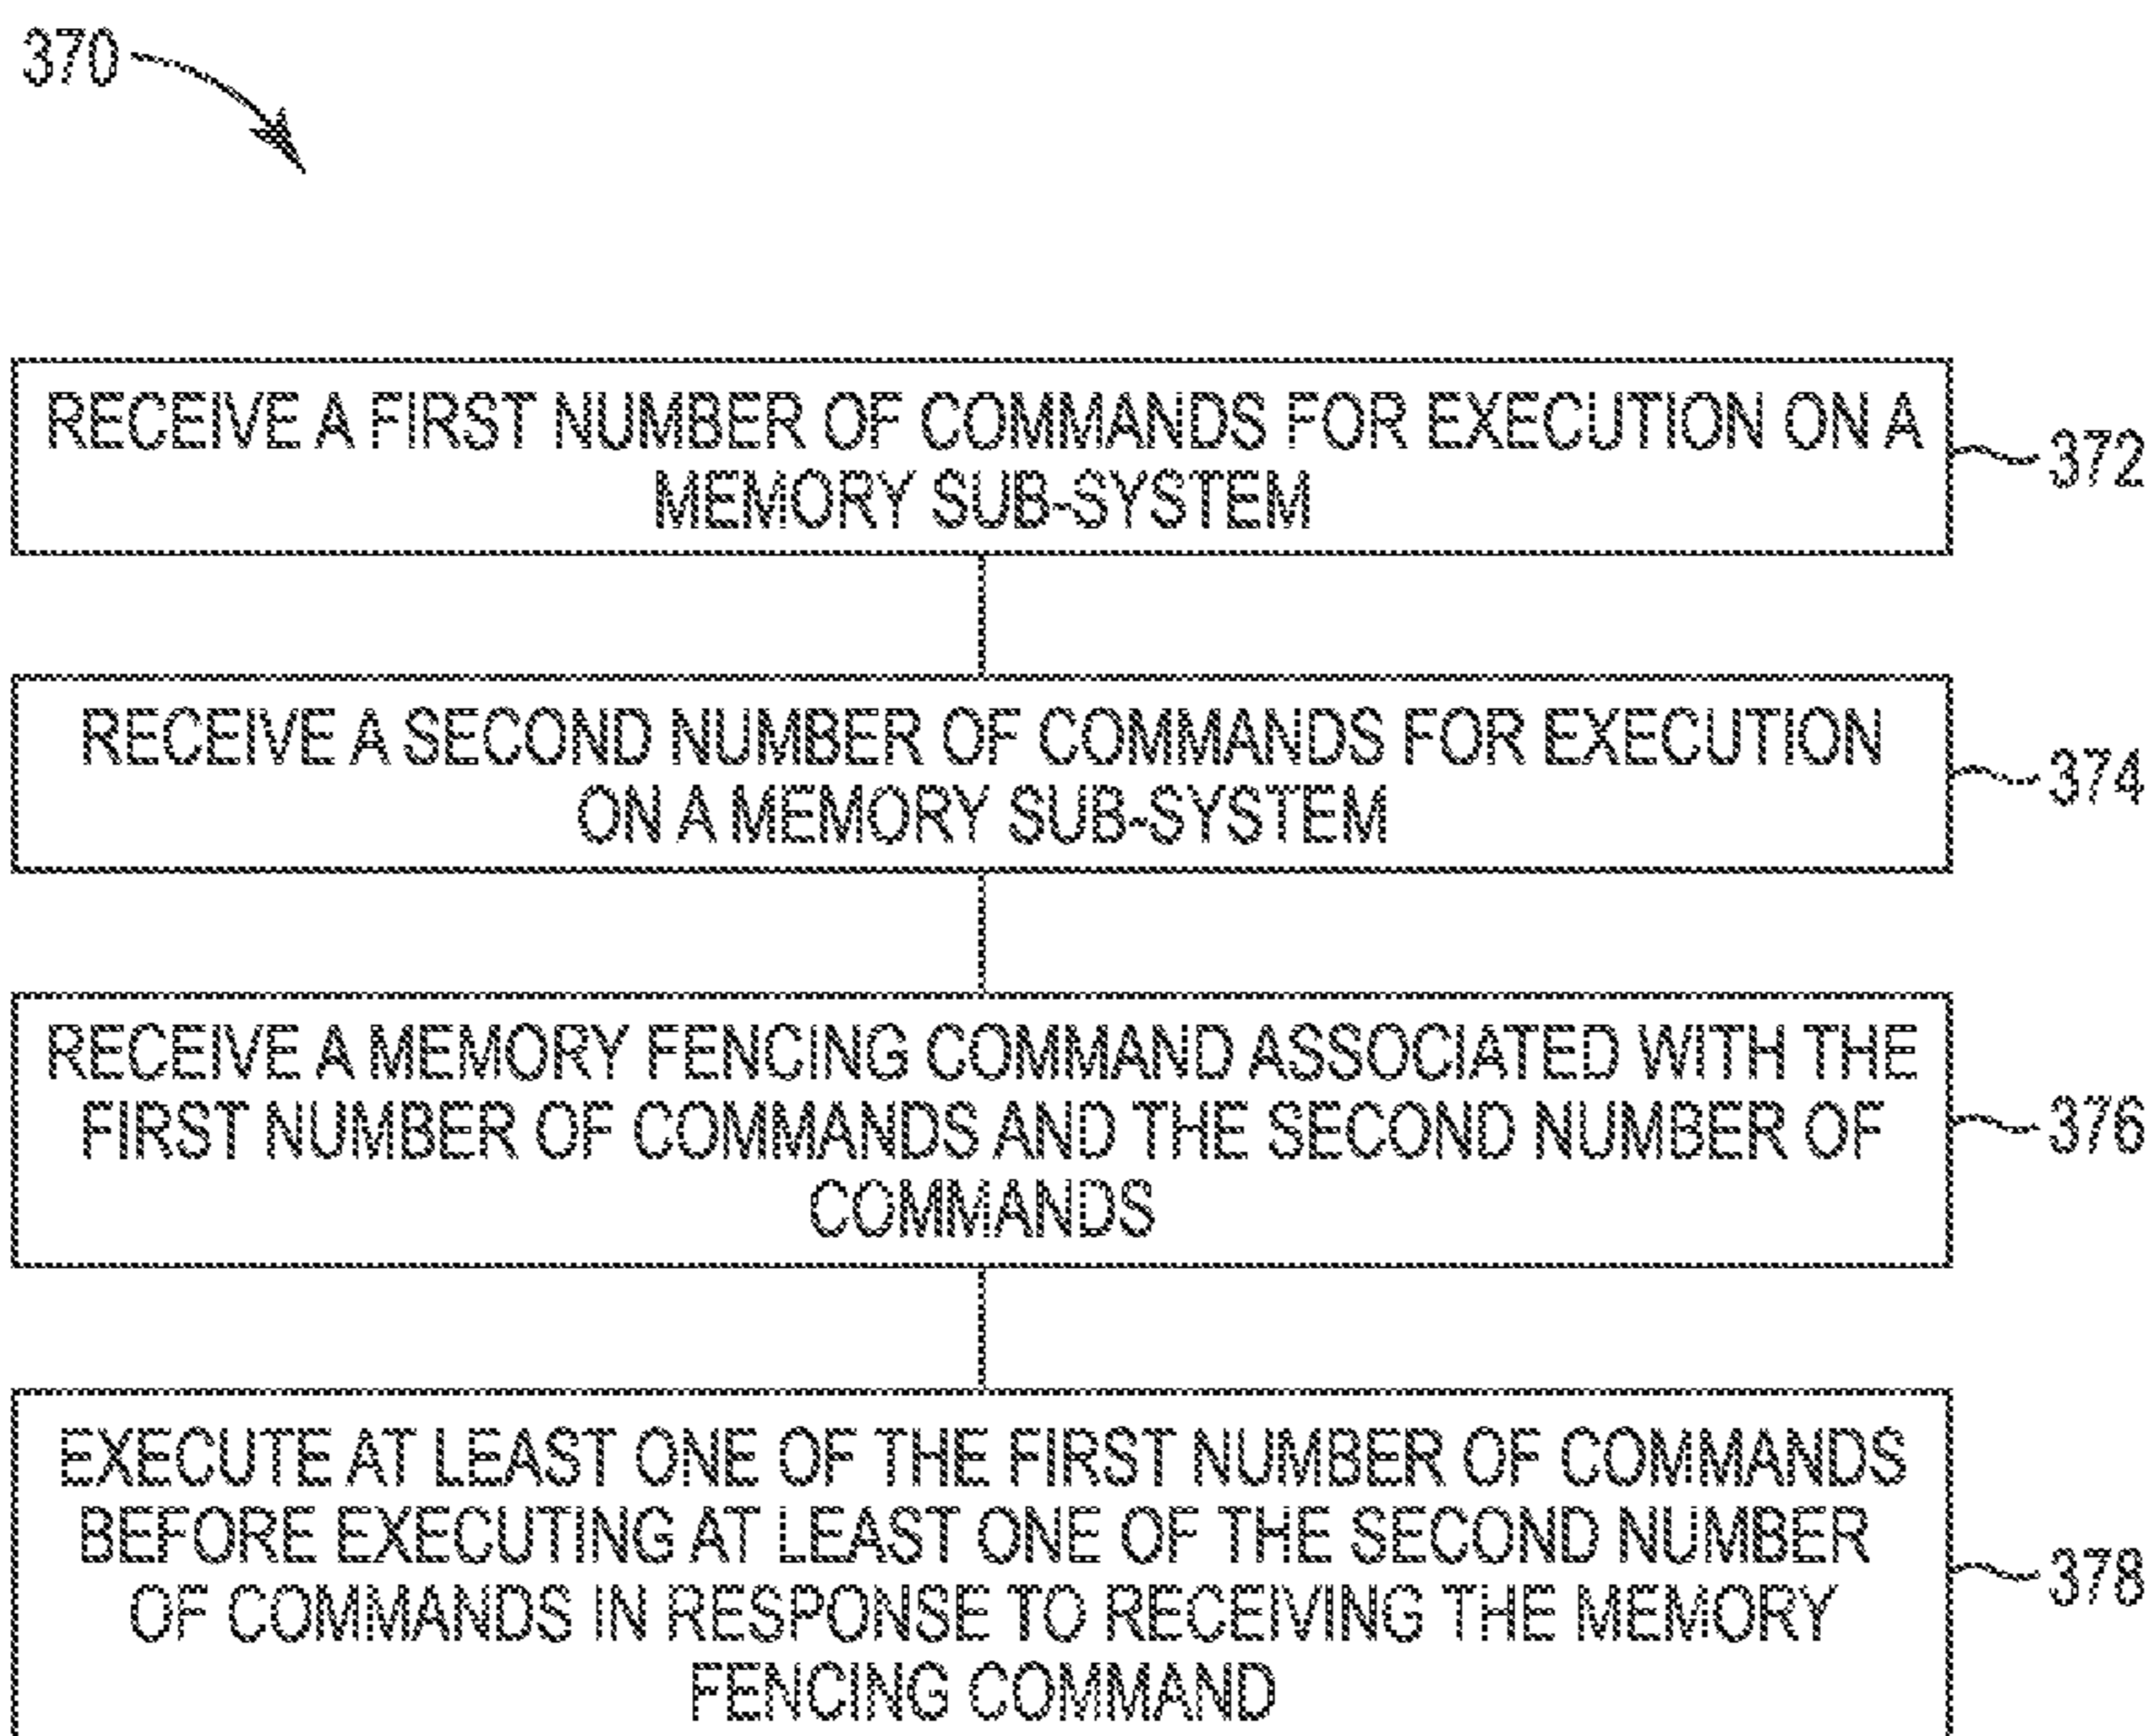 370
RECEIVE A FIRST NUMBER OF COMMANDS FOR EXECUTION ON A
MEMORY SUB-SYSTEM
372
RECEIVE A SECOND NUMBER OF COMMANDS FOR EXECUTION
ON A MEMORY SUB-SYSTEM
374
RECEIVE A MEMORY FENCING COMMAND ASSOCIATED WITH THE
FIRST NUMBER OF COMMANDS AND THE SECOND NUMBER OF
COMMANDS
376
EXECUTE AT LEAST ONE OF THE FIRST NUMBER OF COMMANDS
BEFORE EXECUTING AT LEAST ONE OF THE SECOND NUMBER
OF COMMANDS IN RESPONSE TO RECEIVING THE MEMORY
FENCING COMMAND
378